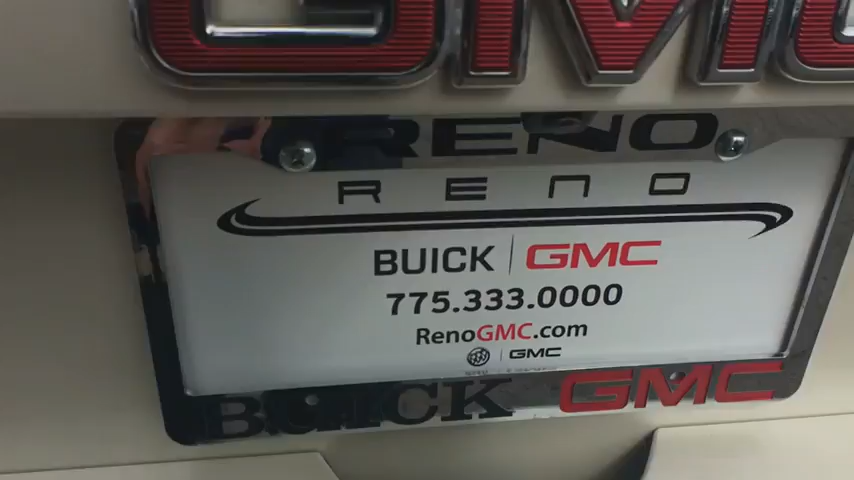 GMC
RENO
RENO
BUICK | GMC
775.333.0000
RenoGMC.com
GMC
BUICK GMC